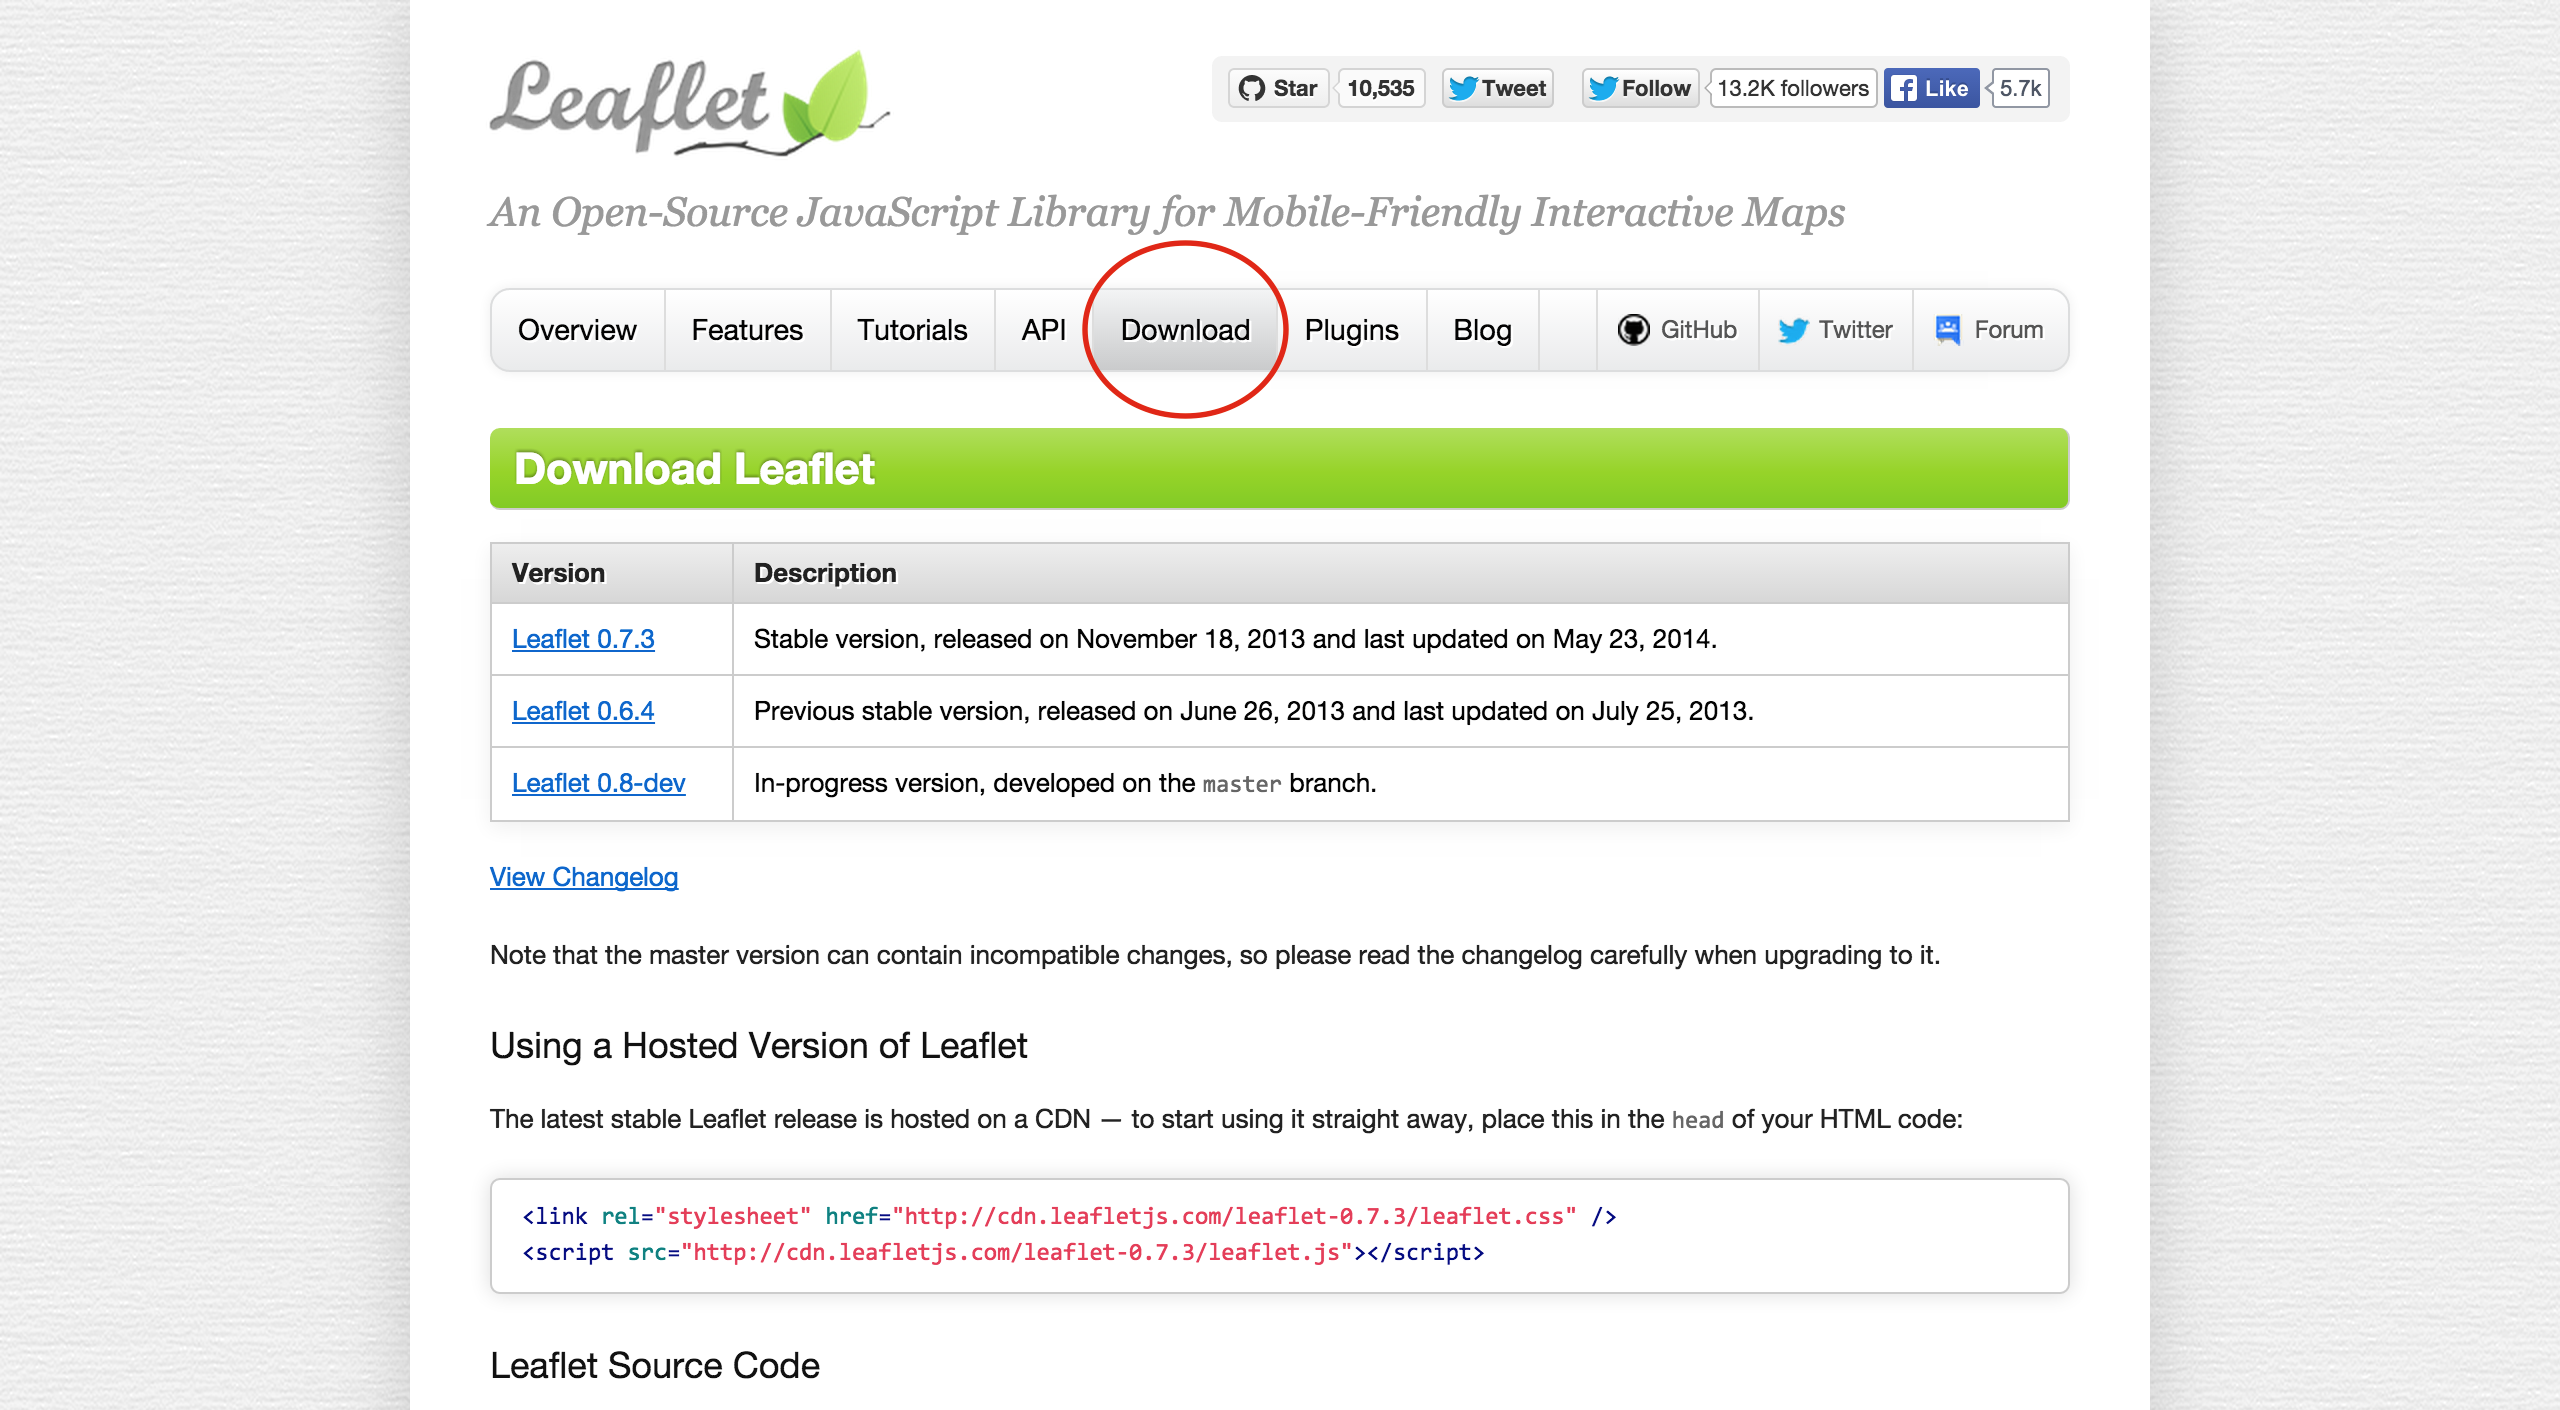 Leaflet
Star 10,535 Tweet Follow 13.2K followers Like 5.7k
An Open-Source JavaScript Library for Mobile-Friendly Interactive Maps
Overview Features Tutorials API Download Plugins Blog GitHub Twitter Forum
Download Leaflet
Version Description
Leaflet 0.7.3 Stable version, released on November 18, 2013 and last updated on May 23, 2014.
Leaflet 0.6.4 Previous stable version, released on June 26, 2013 and last updated on July 25, 2013.
Leaflet 0.8-dev In-progress version, developed on the master branch.
View Changelog
Note that the master version can contain incompatible changes, so please read the changelog carefully when upgrading to it.
Using a Hosted Version of Leaflet
The latest stable Leaflet release is hosted on a CDN — to start using it straight away, place this in the head of your HTML code:
<link rel="stylesheet" href="http://cdn.leafletjs.com/leaflet-0.7.3/leaflet.css" />
<script src="http://cdn.leafletjs.com/leaflet-0.7.3/leaflet.js"></script>
Leaflet Source Code